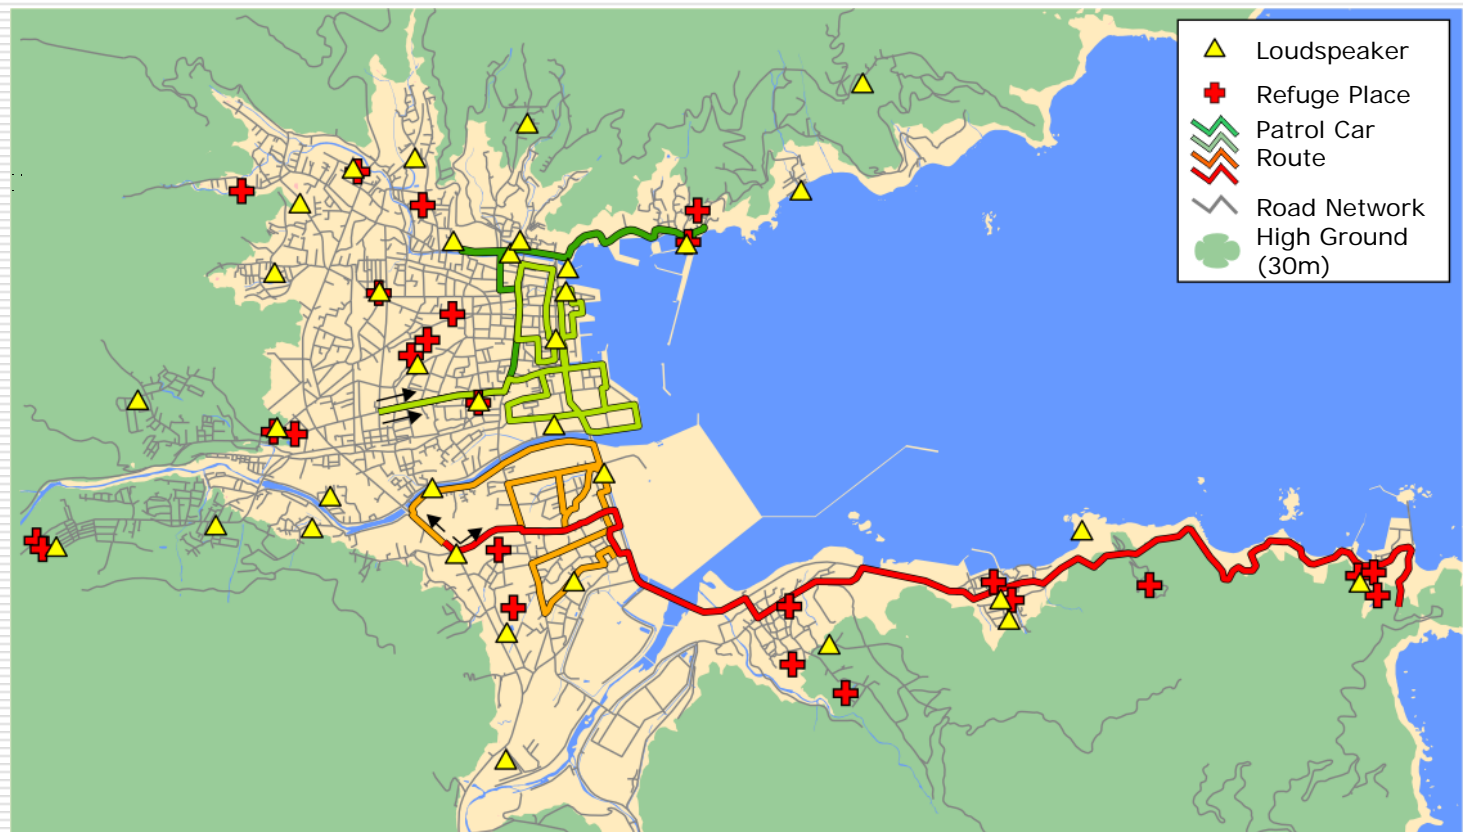 Loudspeaker
Refuge Place
Patrol Car
Route
Road Network
High Ground
(30m)